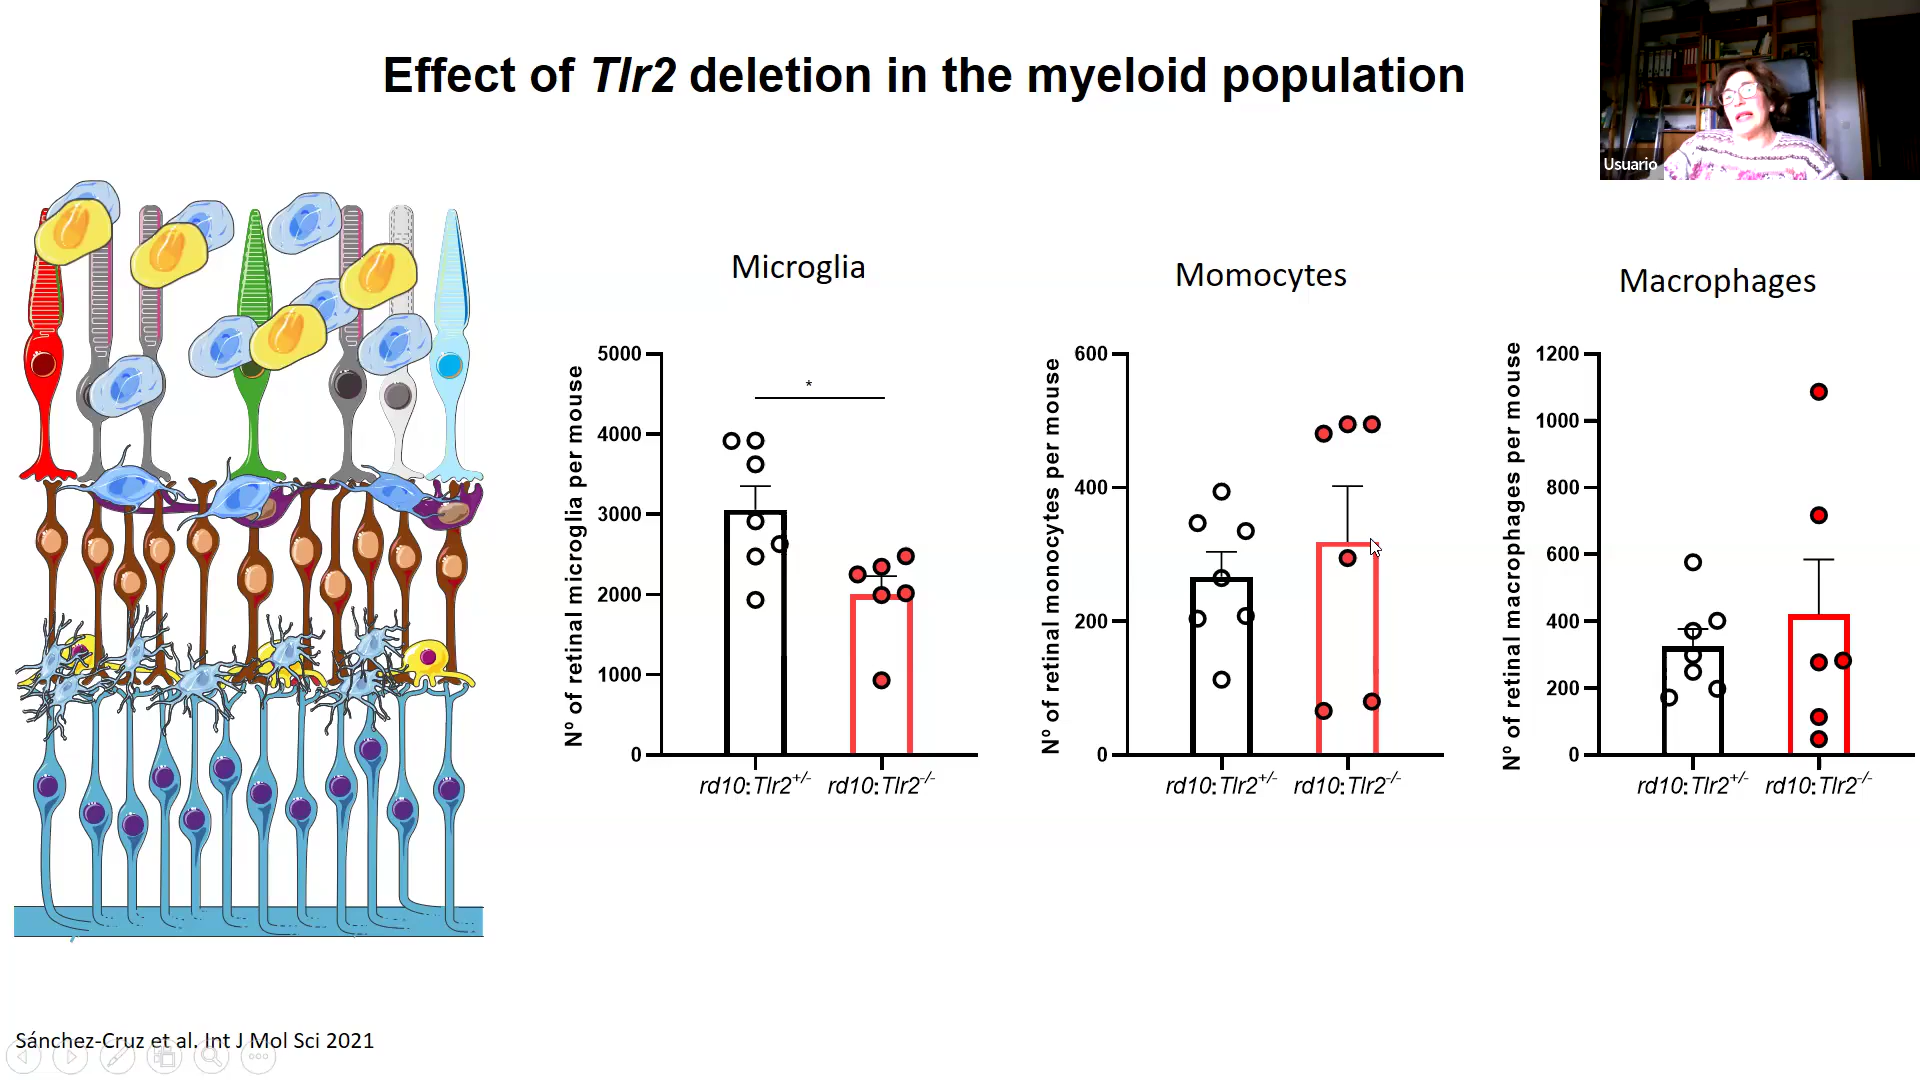 Effect of Tlr2 deletion in the myeloid population
Usuario
Microglia
Nº of retinal microglia per mouse
5000
4000
3000
2000
1000
0
*
rd10:Tlr2+/-
rd10:Tlr2-/-
Momocytes
Nº of retinal monocytes per mouse
600
400
200
0
rd10:Tlr2+/-
rd10:Tlr2-/-
Macrophages
Nº of retinal macrophages per mouse
1200
1000
800
600
400
200
0
rd10:Tlr2+/-
rd10:Tlr2-/-
Sánchez-Cruz et al. Int J Mol Sci 2021